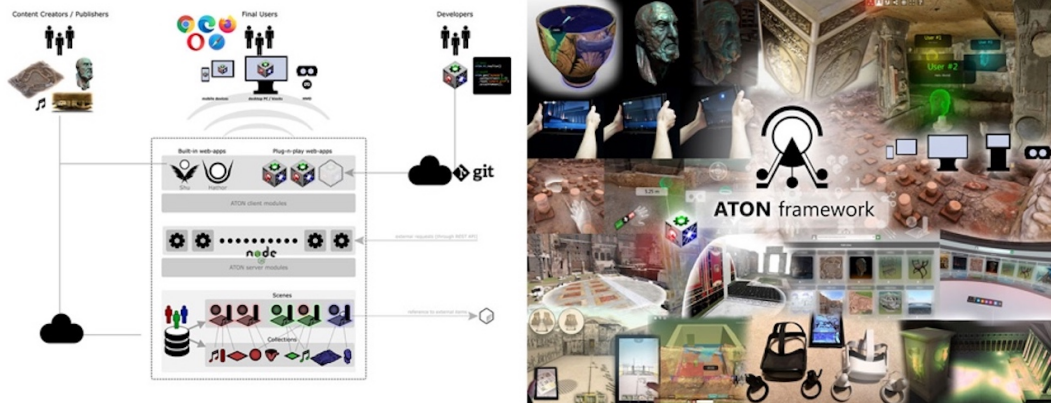 Content Creators / Publishers
Final Users
Developers
mobile devices
desktop PC / kiosks
HMD
Built-in web-apps
Plug-n-play web-apps
Shu
Hathor
git
ATON client modules
external requests (through REST API)
node
ATON server modules
Scenes
reference to external items
Collections
User #1
User #2
5.25 m
ATON framework